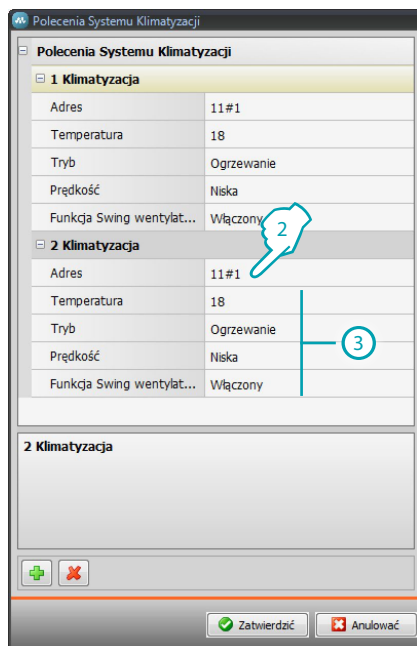 Polecenia Systemu Klimatyzacji
Polecenia Systemu Klimatyzacji
1 Klimatyzacja
Adres 11#1
Temperatura 18
Tryb Ogrzewanie
Prędkość Niska
Funkcja Swing wentylat... Włączony
2
2 Klimatyzacja
Adres 11#1
Temperatura 18
Tryb Ogrzewanie
3
Prędkość Niska
Funkcja Swing wentylat... Włączony
2 Klimatyzacja
Zatwierdzić Anulować